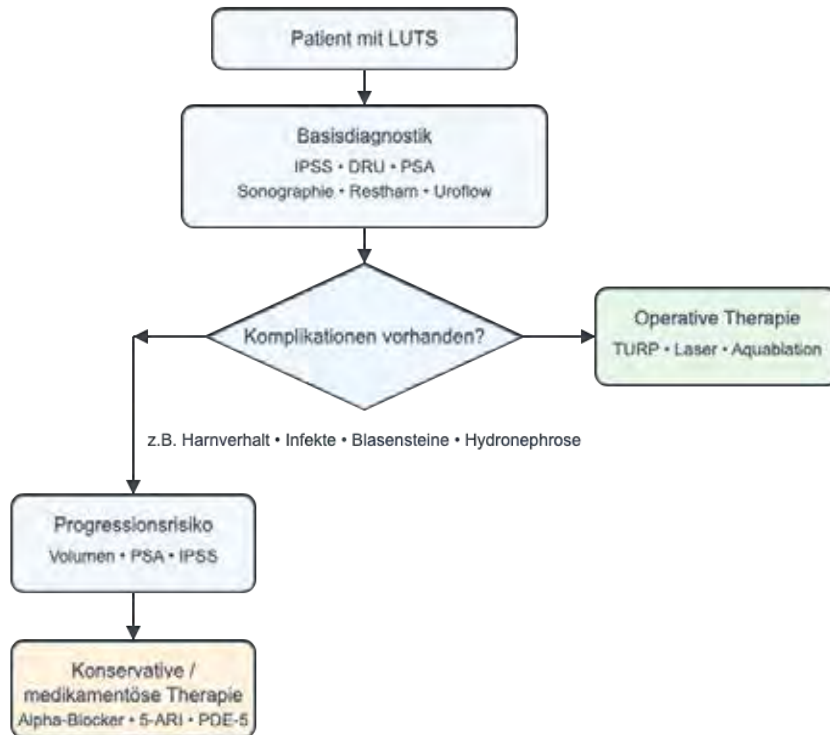 Patient mit LUTS
Basisdiagnostik
IPSS • DRU • PSA
Sonographie • Restharn • Uroflow
Komplikationen vorhanden?
Operative Therapie
TURP • Laser • Aquablation
z.B. Harnverhalt • Infekte • Blasensteine • Hydronephrose
Progressionsrisiko
Volumen • PSA • IPSS
Konservative /
medikamentöse Therapie
Alpha-Blocker • 5-ARI • PDE-5